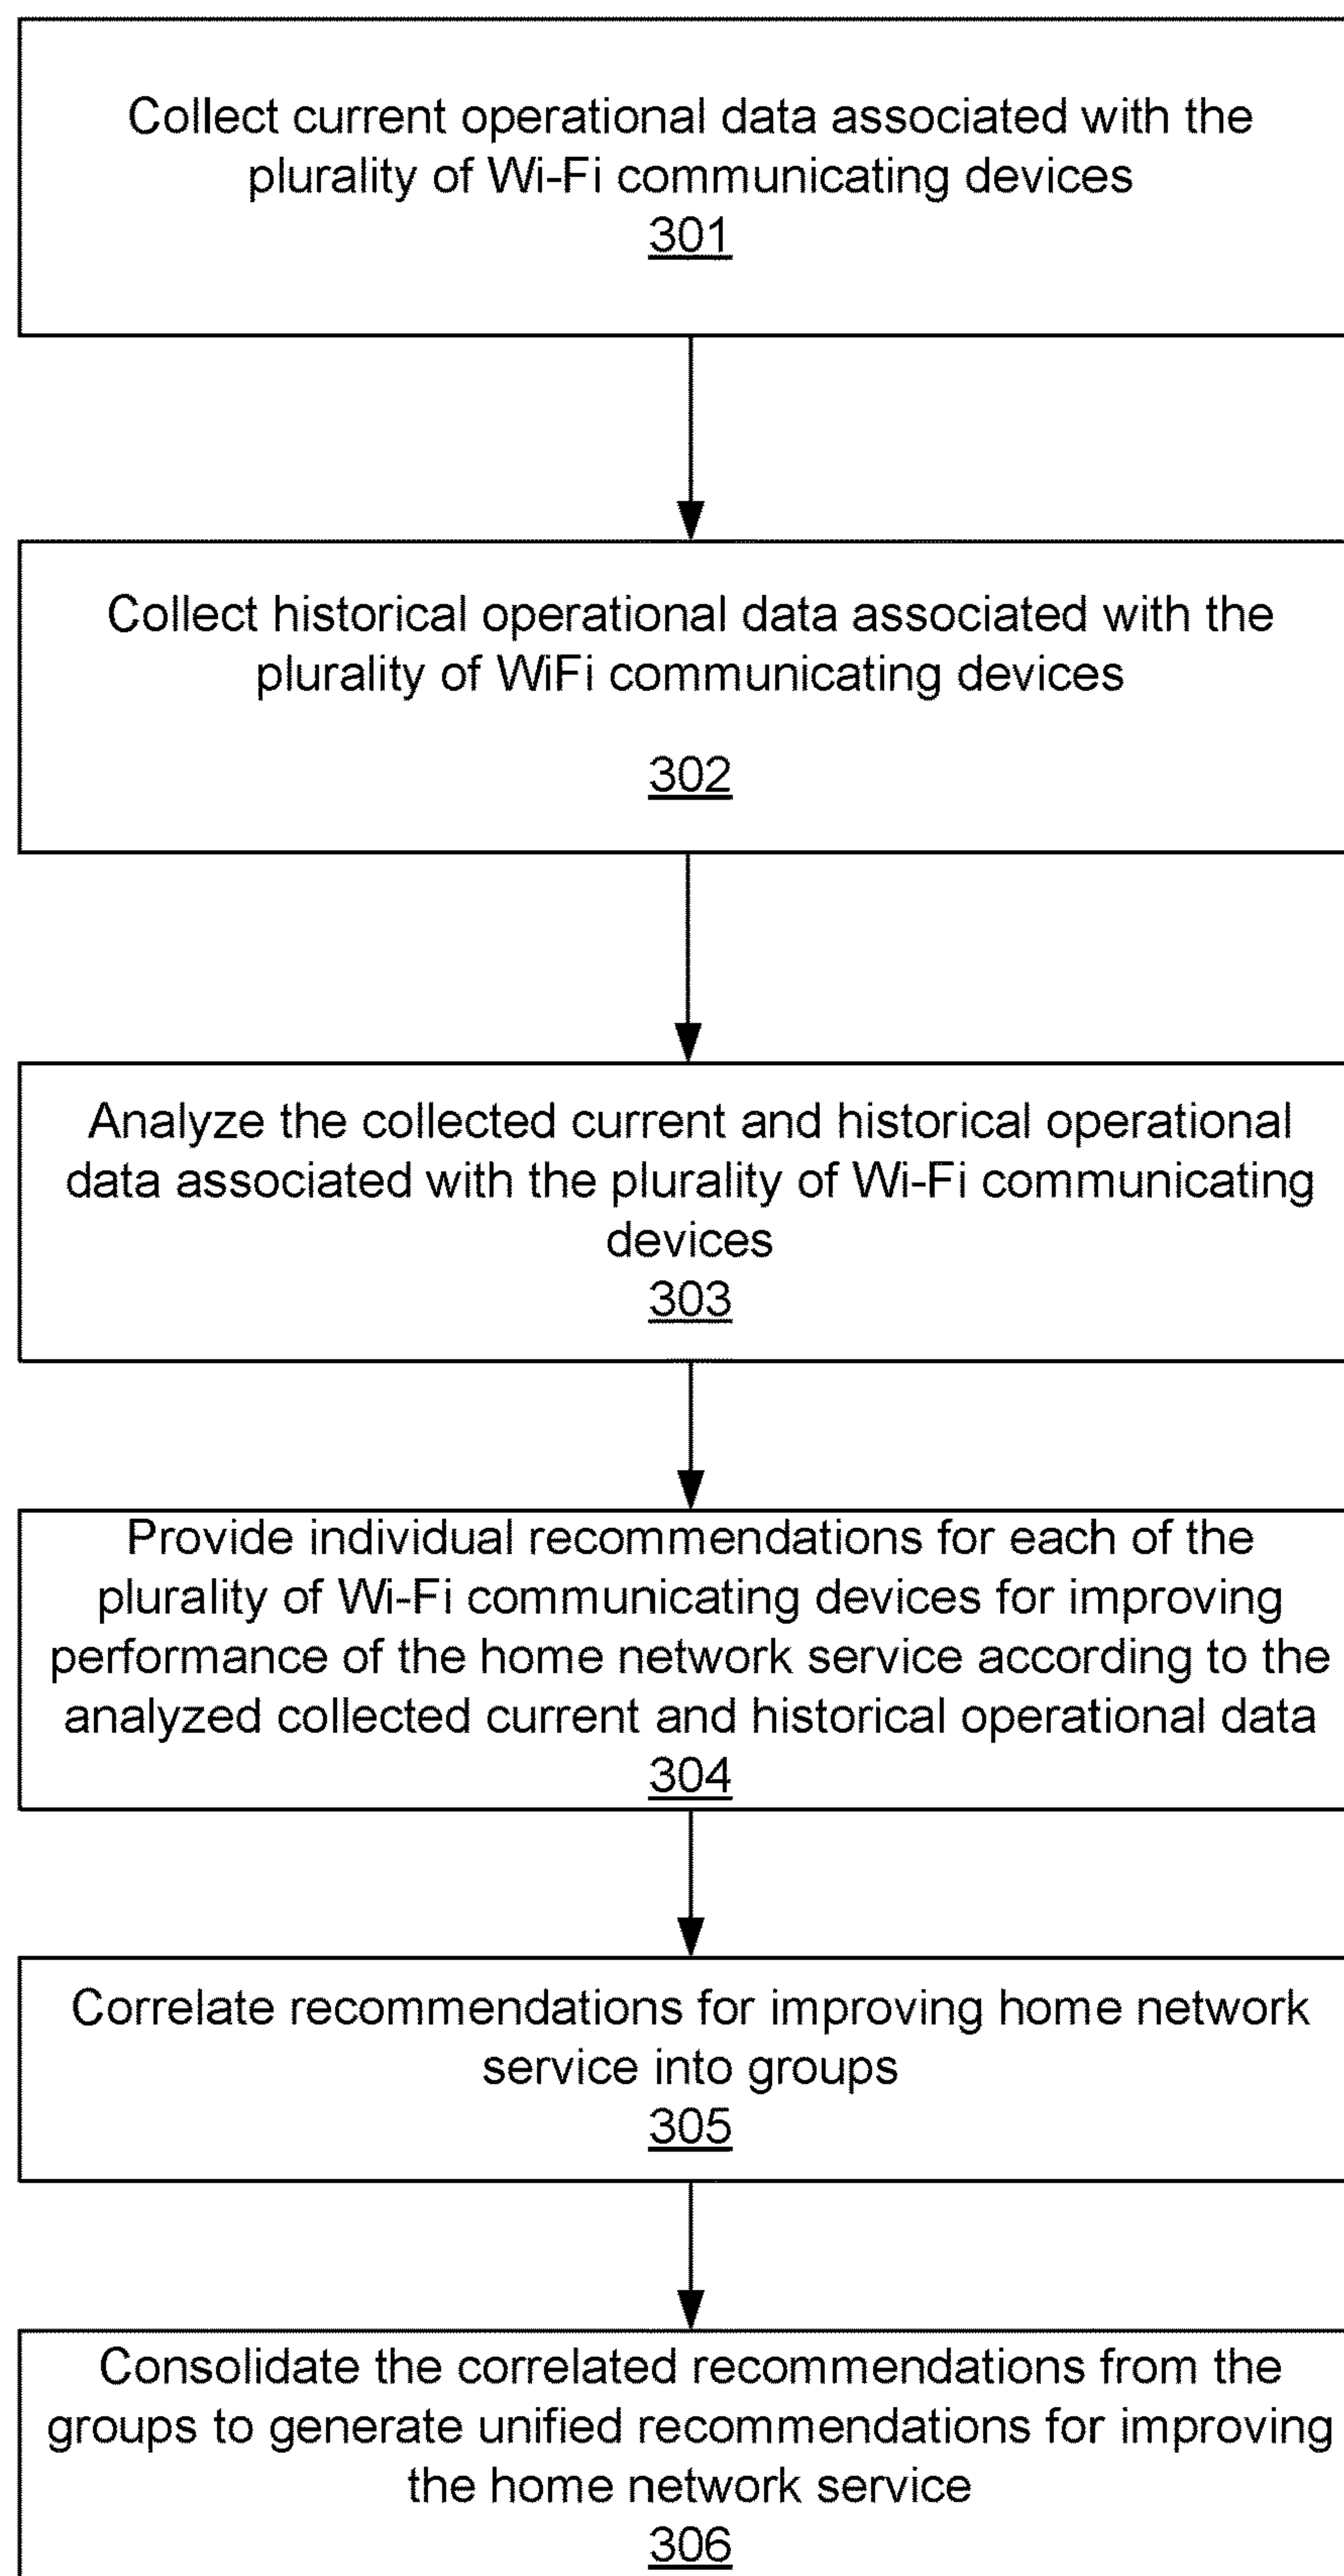 Collect current operational data associated with the
plurality of Wi-Fi communicating devices
301
Collect historical operational data associated with the
plurality of WiFi communicating devices
302
Analyze the collected current and historical operational
data associated with the plurality of Wi-Fi communicating
devices
303
Provide individual recommendations for each of the
plurality of Wi-Fi communicating devices for improving
performance of the home network service according to the
analyzed collected current and historical operational data
304
Correlate recommendations for improving home network
service into groups
305
Consolidate the correlated recommendations from the
groups to generate unified recommendations for improving
the home network service
306